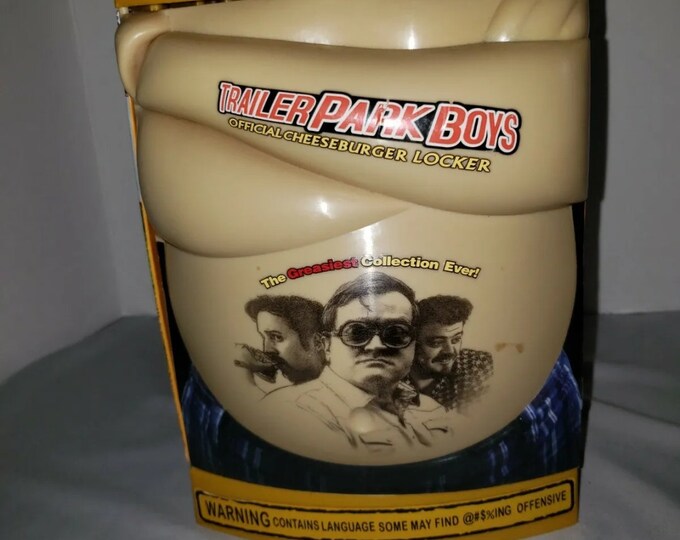 TRAILER PARK BOYS
OFFICIAL CHEESEBURGER LOCKER
The Greasiest Collection Ever!
WARNING CONTAINS LANGUAGE SOME MAY FIND @#$%ING OFFENSIVE